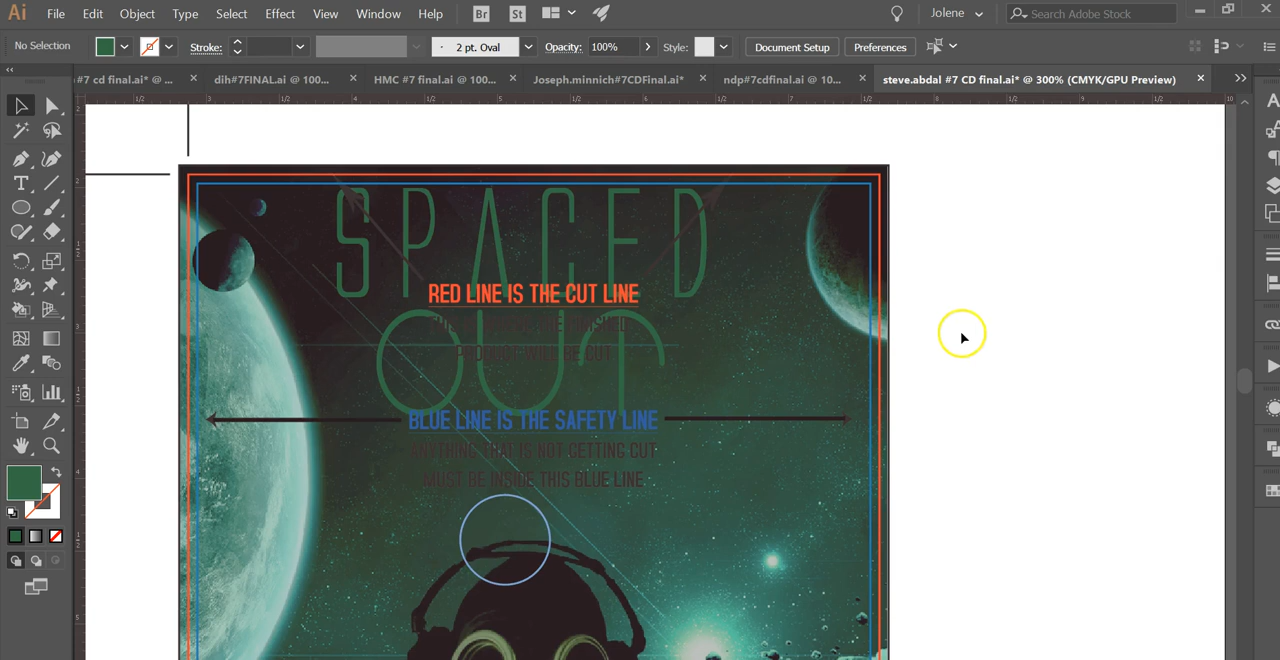 Ai File Edit Object Type Select Effect View Window Help Br St Jolene Search Adobe Stock
No Selection Stroke: 2 pt. Oval Opacity: 100% Style: Document Setup Preferences
#7 cd final.ai* @ ... dih#7FINAL.ai @ 100... HMC #7 final.ai @ 100... Joseph.minnich#7CDFinal.ai* ndp#7cdfinal.ai @ 10... steve.abdal #7 CD final.ai* @ 300% (CMYK/GPU Preview)
SPACED
RED LINE IS THE CUT LINE
PRODUCT WILL BE CUT
OUT
BLUE LINE IS THE SAFETY LINE
ANYTHING THAT IS NOT GETTING CUT
MUST BE INSIDE THIS BLUE LINE